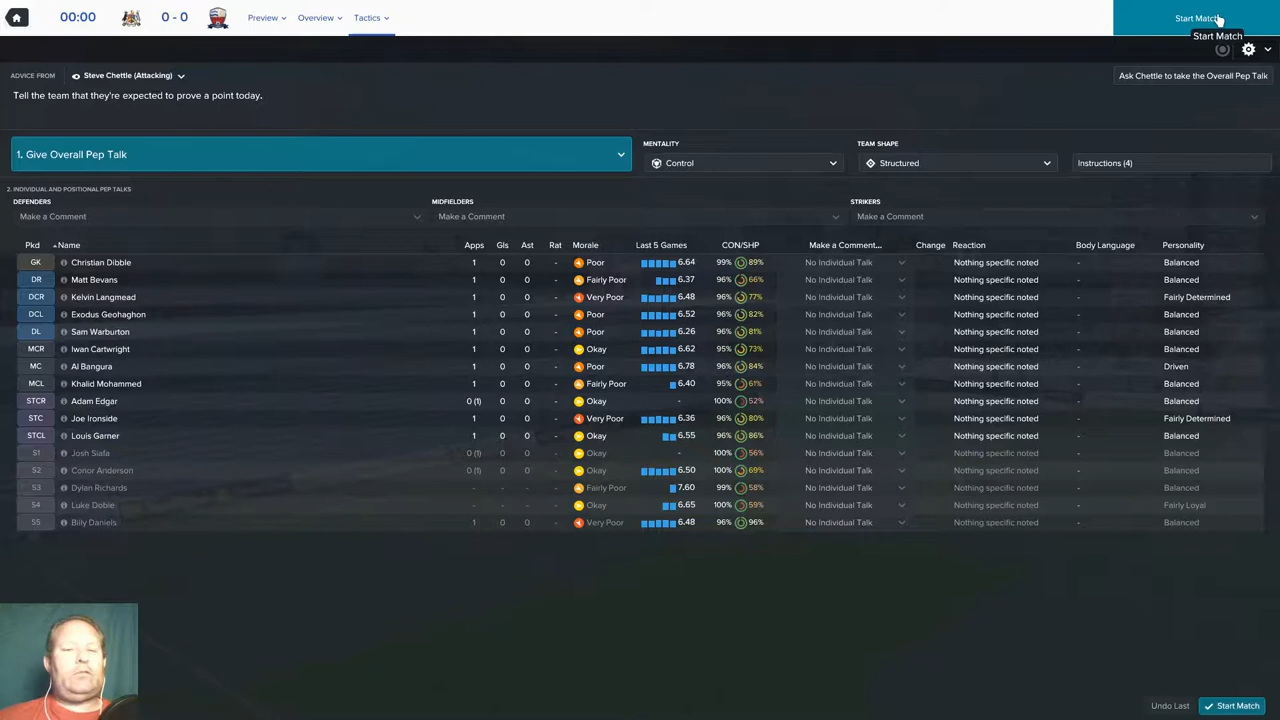 00:00 0 - 0 Preview Overview Tactics Start Match
Start Match
ADVICE FROM Steve Chettle (Attacking) Ask Chettle to take the Overall Pep Talk
Tell the team that they're expected to prove a point today.
MENTALITY TEAM SHAPE
1. Give Overall Pep Talk Control Structured Instructions (4)
2. INDIVIDUAL AND POSITIONAL PEP TALKS
DEFENDERS MIDFIELDERS STRIKERS
Make a Comment Make a Comment Make a Comment
Pkd Name Apps Gls Ast Rat Morale Last 5 Games CON/SHP Make a Comment... Change Reaction Body Language Personality
GK Christian Dibble 1 0 0 - Poor 6.64 99% 89% No Individual Talk Nothing specific noted - Balanced
DR Matt Bevans 1 0 0 - Fairly Poor 6.37 96% 66% No Individual Talk Nothing specific noted - Balanced
DCR Kelvin Langmead 1 0 0 - Very Poor 6.48 96% 77% No Individual Talk Nothing specific noted - Fairly Determined
DCL Exodus Geohaghon 1 0 0 - Poor 6.52 96% 82% No Individual Talk Nothing specific noted - Balanced
DL Sam Warburton 1 0 0 - Poor 6.26 96% 81% No Individual Talk Nothing specific noted - Balanced
MCR Iwan Cartwright 1 0 0 - Okay 6.62 95% 73% No Individual Talk Nothing specific noted - Balanced
MC Al Bangura 1 0 0 - Poor 6.78 96% 84% No Individual Talk Nothing specific noted - Driven
MCL Khalid Mohammed 1 0 0 - Fairly Poor 6.40 95% 61% No Individual Talk Nothing specific noted - Balanced
STCR Adam Edgar 0 (1) 0 0 - Okay - 100% 52% No Individual Talk Nothing specific noted - Balanced
STC Joe Ironside 1 0 0 - Very Poor 6.36 96% 80% No Individual Talk Nothing specific noted - Fairly Determined
STCL Louis Garner 1 0 0 - Okay 6.55 96% 86% No Individual Talk Nothing specific noted - Balanced
S1 Josh Siafa 0 (1) 0 0 - Okay - 100% 56% No Individual Talk Nothing specific noted - Balanced
S2 Conor Anderson 0 (1) 0 0 - Okay 6.50 100% 69% No Individual Talk Nothing specific noted - Balanced
S3 Dylan Richards - - - - Fairly Poor 7.60 99% 58% No Individual Talk Nothing specific noted - Balanced
S4 Luke Dobie - - - - Okay 6.65 100% 59% No Individual Talk Nothing specific noted - Fairly Loyal
S5 Billy Daniels 1 0 0 - Very Poor 6.48 96% 96% No Individual Talk Nothing specific noted - Balanced
Undo Last Start Match